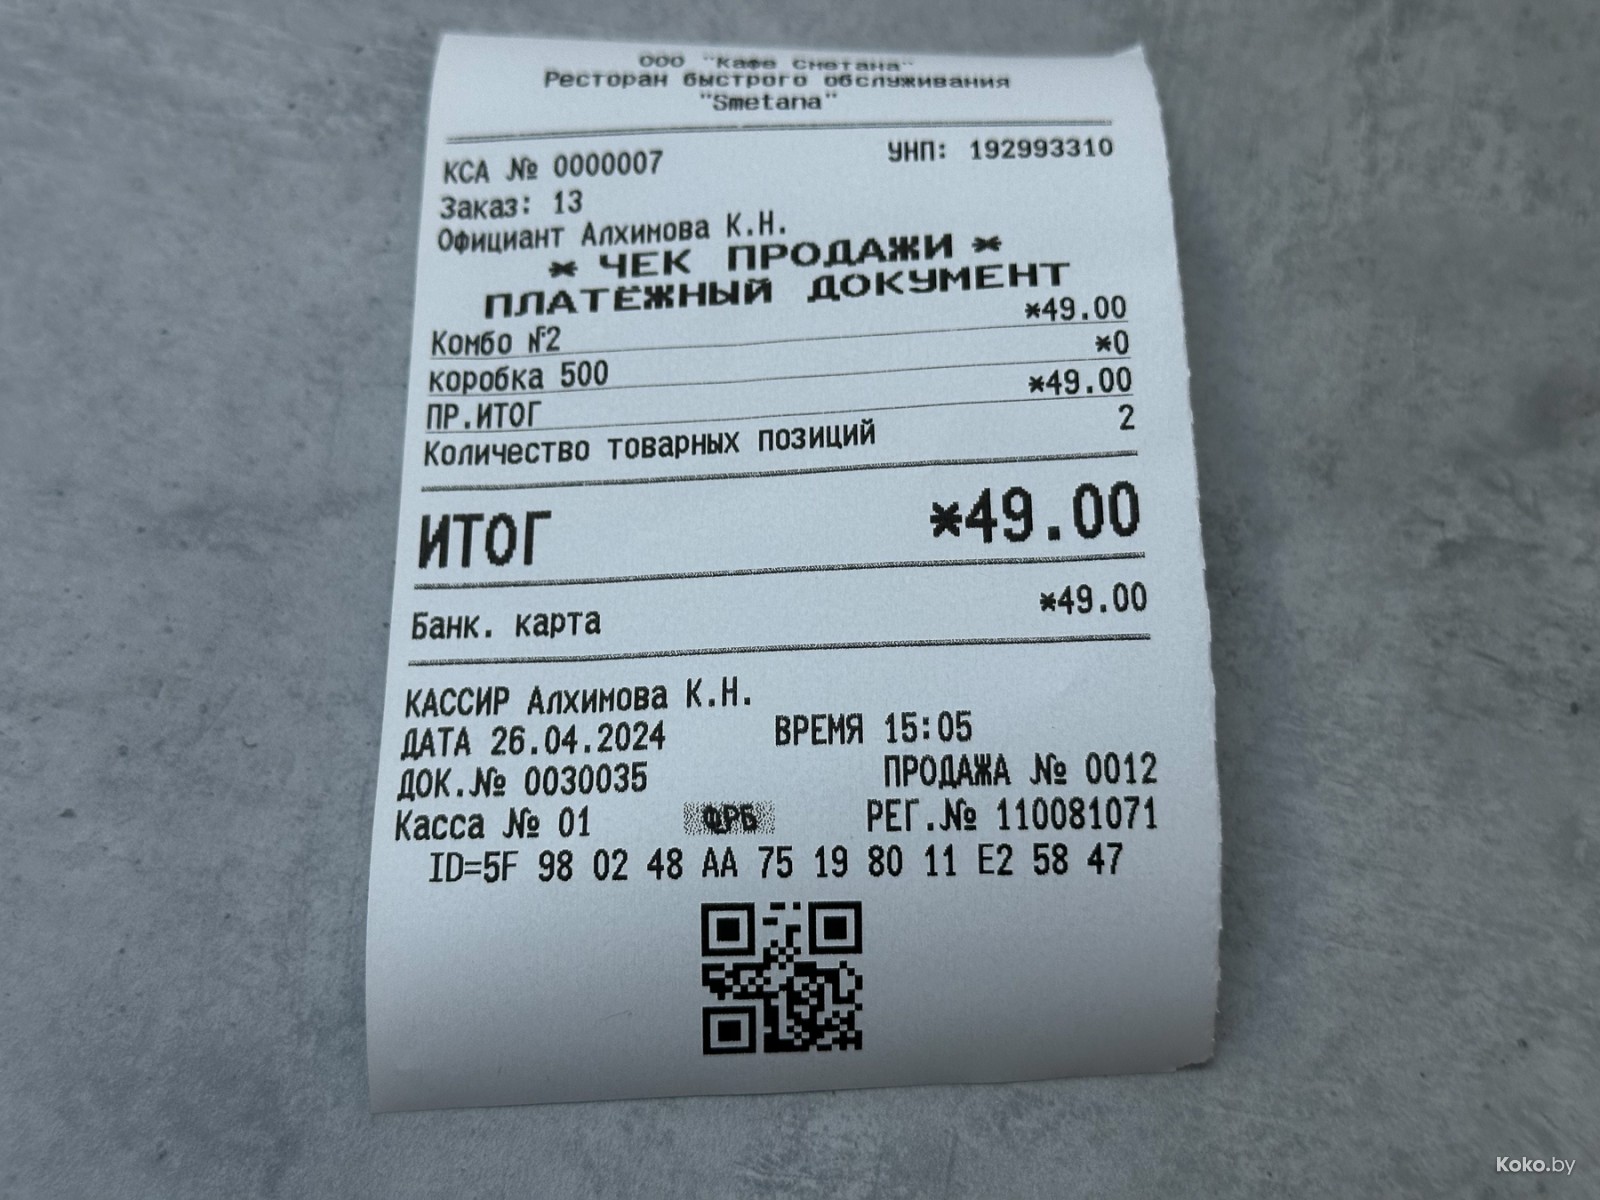 ООО "Кафе Сметана"
Ресторан быстрого обслуживания
"Smetana"
КСА № 0000007 УНП: 192993310
Заказ: 13
Официант Алхимова К.Н.
* ЧЕК ПРОДАЖИ *
ПЛАТЁЖНЫЙ ДОКУМЕНТ
Комбо №2 *49.00
коробка 500 *0
ПР.ИТОГ *49.00
Количество товарных позиций 2
ИТОГ *49.00
Банк. карта *49.00
КАССИР Алхимова К.Н.
ДАТА 26.04.2024 ВРЕМЯ 15:05
ДОК.№ 0030035 ПРОДАЖА № 0012
Касса № 01 ФРБ РЕГ.№ 110081071
ID=5F 98 02 48 AA 75 19 80 11 E2 58 47
Koko.by